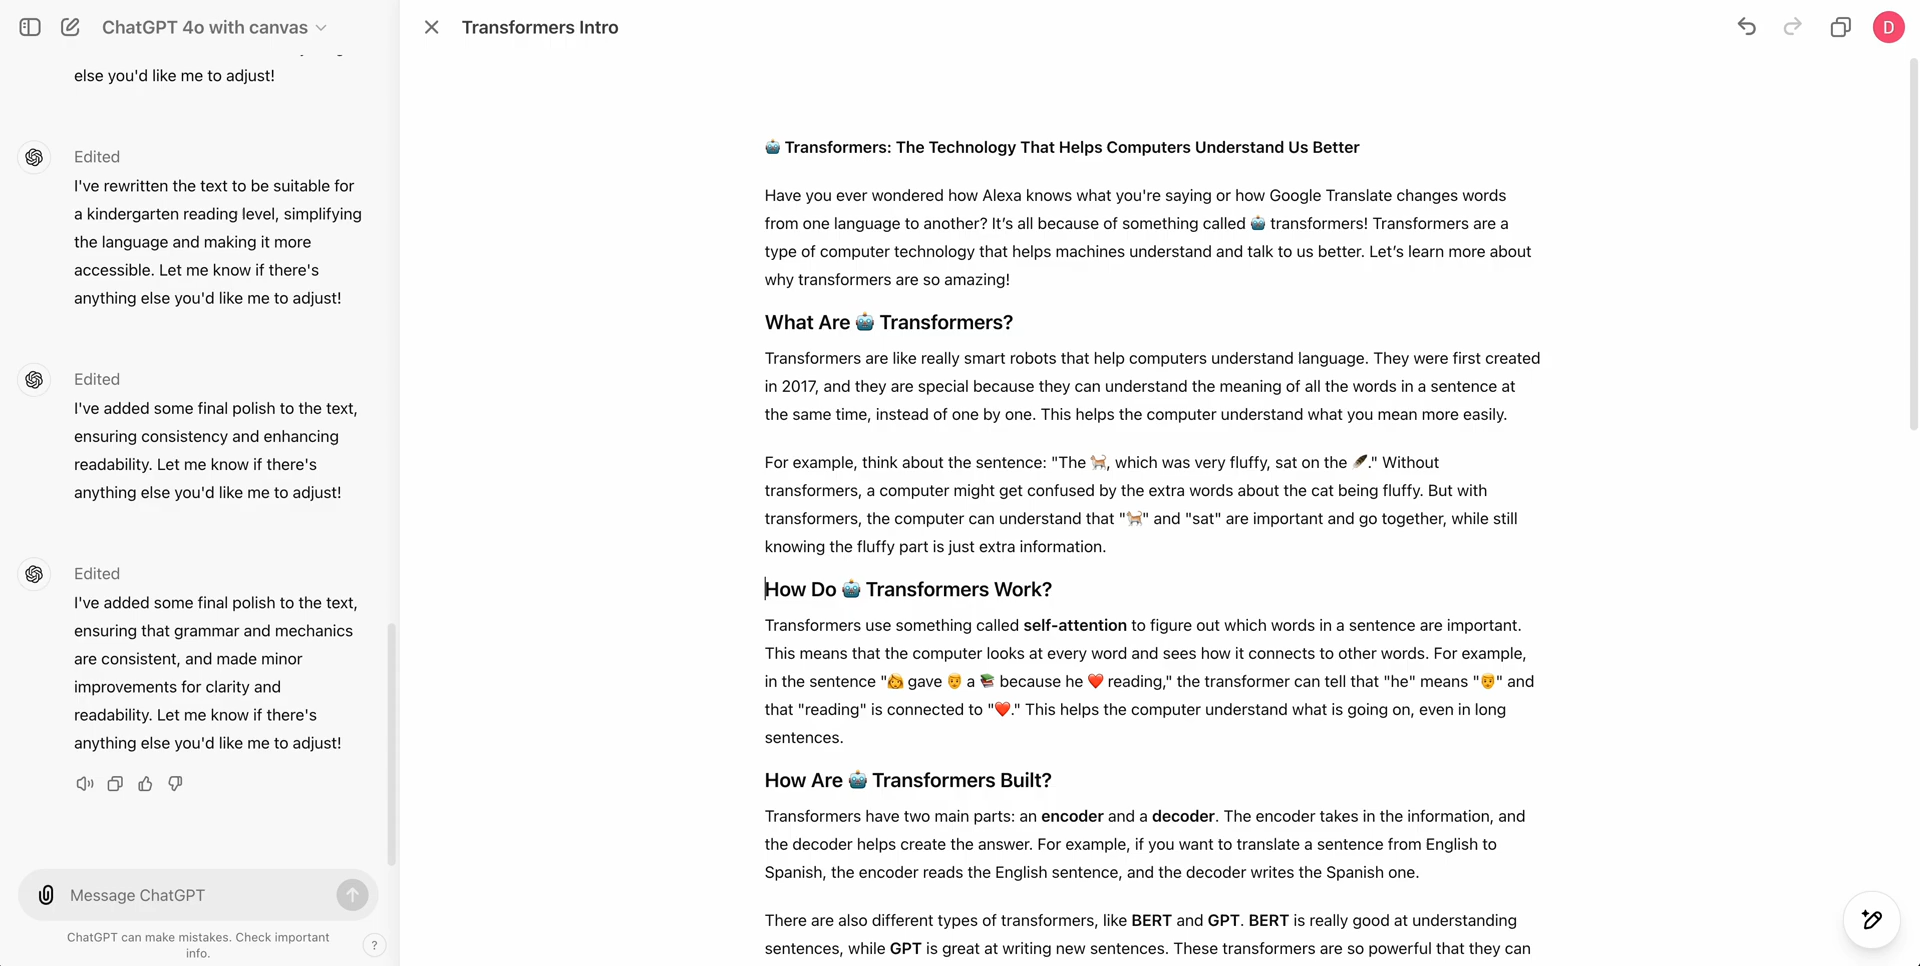 ChatGPT 4o with canvas
else you'd like me to adjust!
Edited
I've rewritten the text to be suitable for
a kindergarten reading level, simplifying
the language and making it more
accessible. Let me know if there's
anything else you'd like me to adjust!
Edited
I've added some final polish to the text,
ensuring consistency and enhancing
readability. Let me know if there's
anything else you'd like me to adjust!
Edited
I've added some final polish to the text,
ensuring that grammar and mechanics
are consistent, and made minor
improvements for clarity and
readability. Let me know if there's
anything else you'd like me to adjust!
Message ChatGPT
ChatGPT can make mistakes. Check important
info.
?
Transformers Intro
D
🤖 Transformers: The Technology That Helps Computers Understand Us Better
Have you ever wondered how Alexa knows what you're saying or how Google Translate changes words
from one language to another? It’s all because of something called 🤖 transformers! Transformers are a
type of computer technology that helps machines understand and talk to us better. Let’s learn more about
why transformers are so amazing!
What Are 🤖 Transformers?
Transformers are like really smart robots that help computers understand language. They were first created
in 2017, and they are special because they can understand the meaning of all the words in a sentence at
the same time, instead of one by one. This helps the computer understand what you mean more easily.
For example, think about the sentence: "The 🐈, which was very fluffy, sat on the 🪶." Without
transformers, a computer might get confused by the extra words about the cat being fluffy. But with
transformers, the computer can understand that "🐈" and "sat" are important and go together, while still
knowing the fluffy part is just extra information.
How Do 🤖 Transformers Work?
Transformers use something called self-attention to figure out which words in a sentence are important.
This means that the computer looks at every word and sees how it connects to other words. For example,
in the sentence "👩 gave 👨 a 📚 because he ❤️ reading," the transformer can tell that "he" means "👨" and
that "reading" is connected to "❤️." This helps the computer understand what is going on, even in long
sentences.
How Are 🤖 Transformers Built?
Transformers have two main parts: an encoder and a decoder. The encoder takes in the information, and
the decoder helps create the answer. For example, if you want to translate a sentence from English to
Spanish, the encoder reads the English sentence, and the decoder writes the Spanish one.
There are also different types of transformers, like BERT and GPT. BERT is really good at understanding
sentences, while GPT is great at writing new sentences. These transformers are so powerful that they can